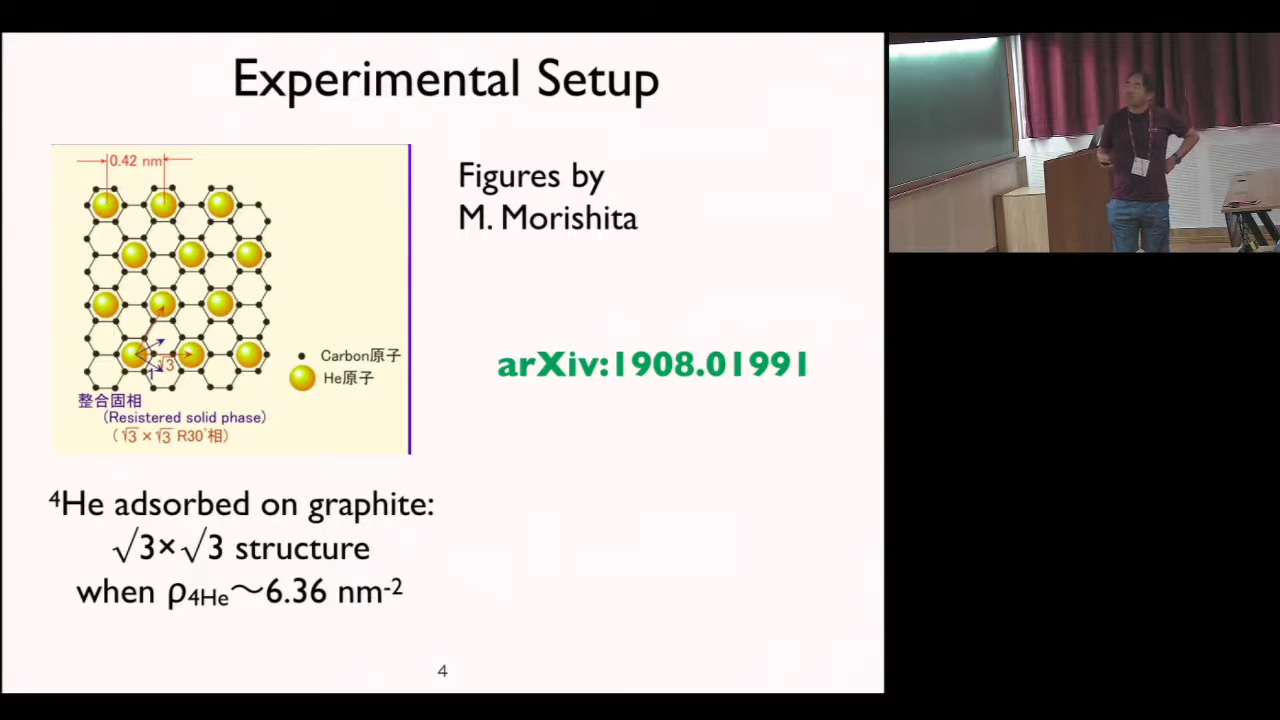 Experimental Setup
0.42 nm
√3
1
Carbon原子
He原子
整合固相
(Resistered solid phase)
(√3 × √3 R30°相)
Figures by
M. Morishita
arXiv:1908.01991
⁴He adsorbed on graphite:
√3×√3 structure
when ρ₄He～6.36 nm⁻²
4